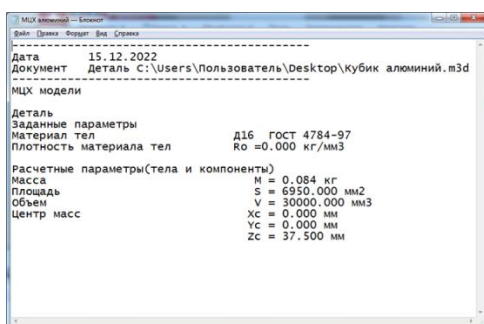 МЦХ алюминий — Блокнот
Файл Правка Формат Вид Справка
Дата 15.12.2022
Документ Деталь C:\Users\Пользователь\Desktop\Кубик алюминий.m3d
МЦХ модели
Деталь
Заданные параметры
Материал тел Д16 ГОСТ 4784-97
Плотность материала тел Ro =0.000 кг/мм3
Расчетные параметры(тела и компоненты)
Масса M = 0.084 кг
Площадь S = 6950.000 мм2
Объем V = 30000.000 мм3
Центр масс Xc = 0.000 мм
Yc = 0.000 мм
Zc = 37.500 мм